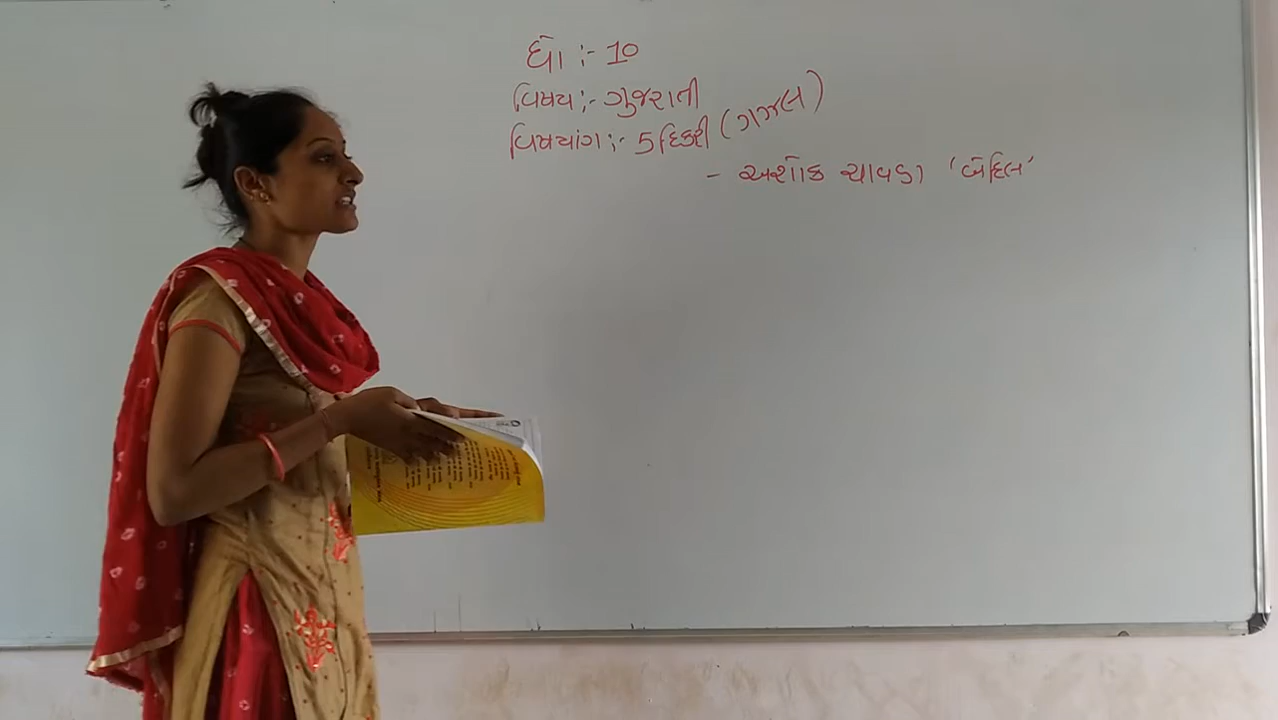 ધો :- 10
વિષય :- ગુજરાતી
વિષયાંગ :- 5 દિકરી (ગઝલ)
- અશોક ચાવડા 'બેદિલ'